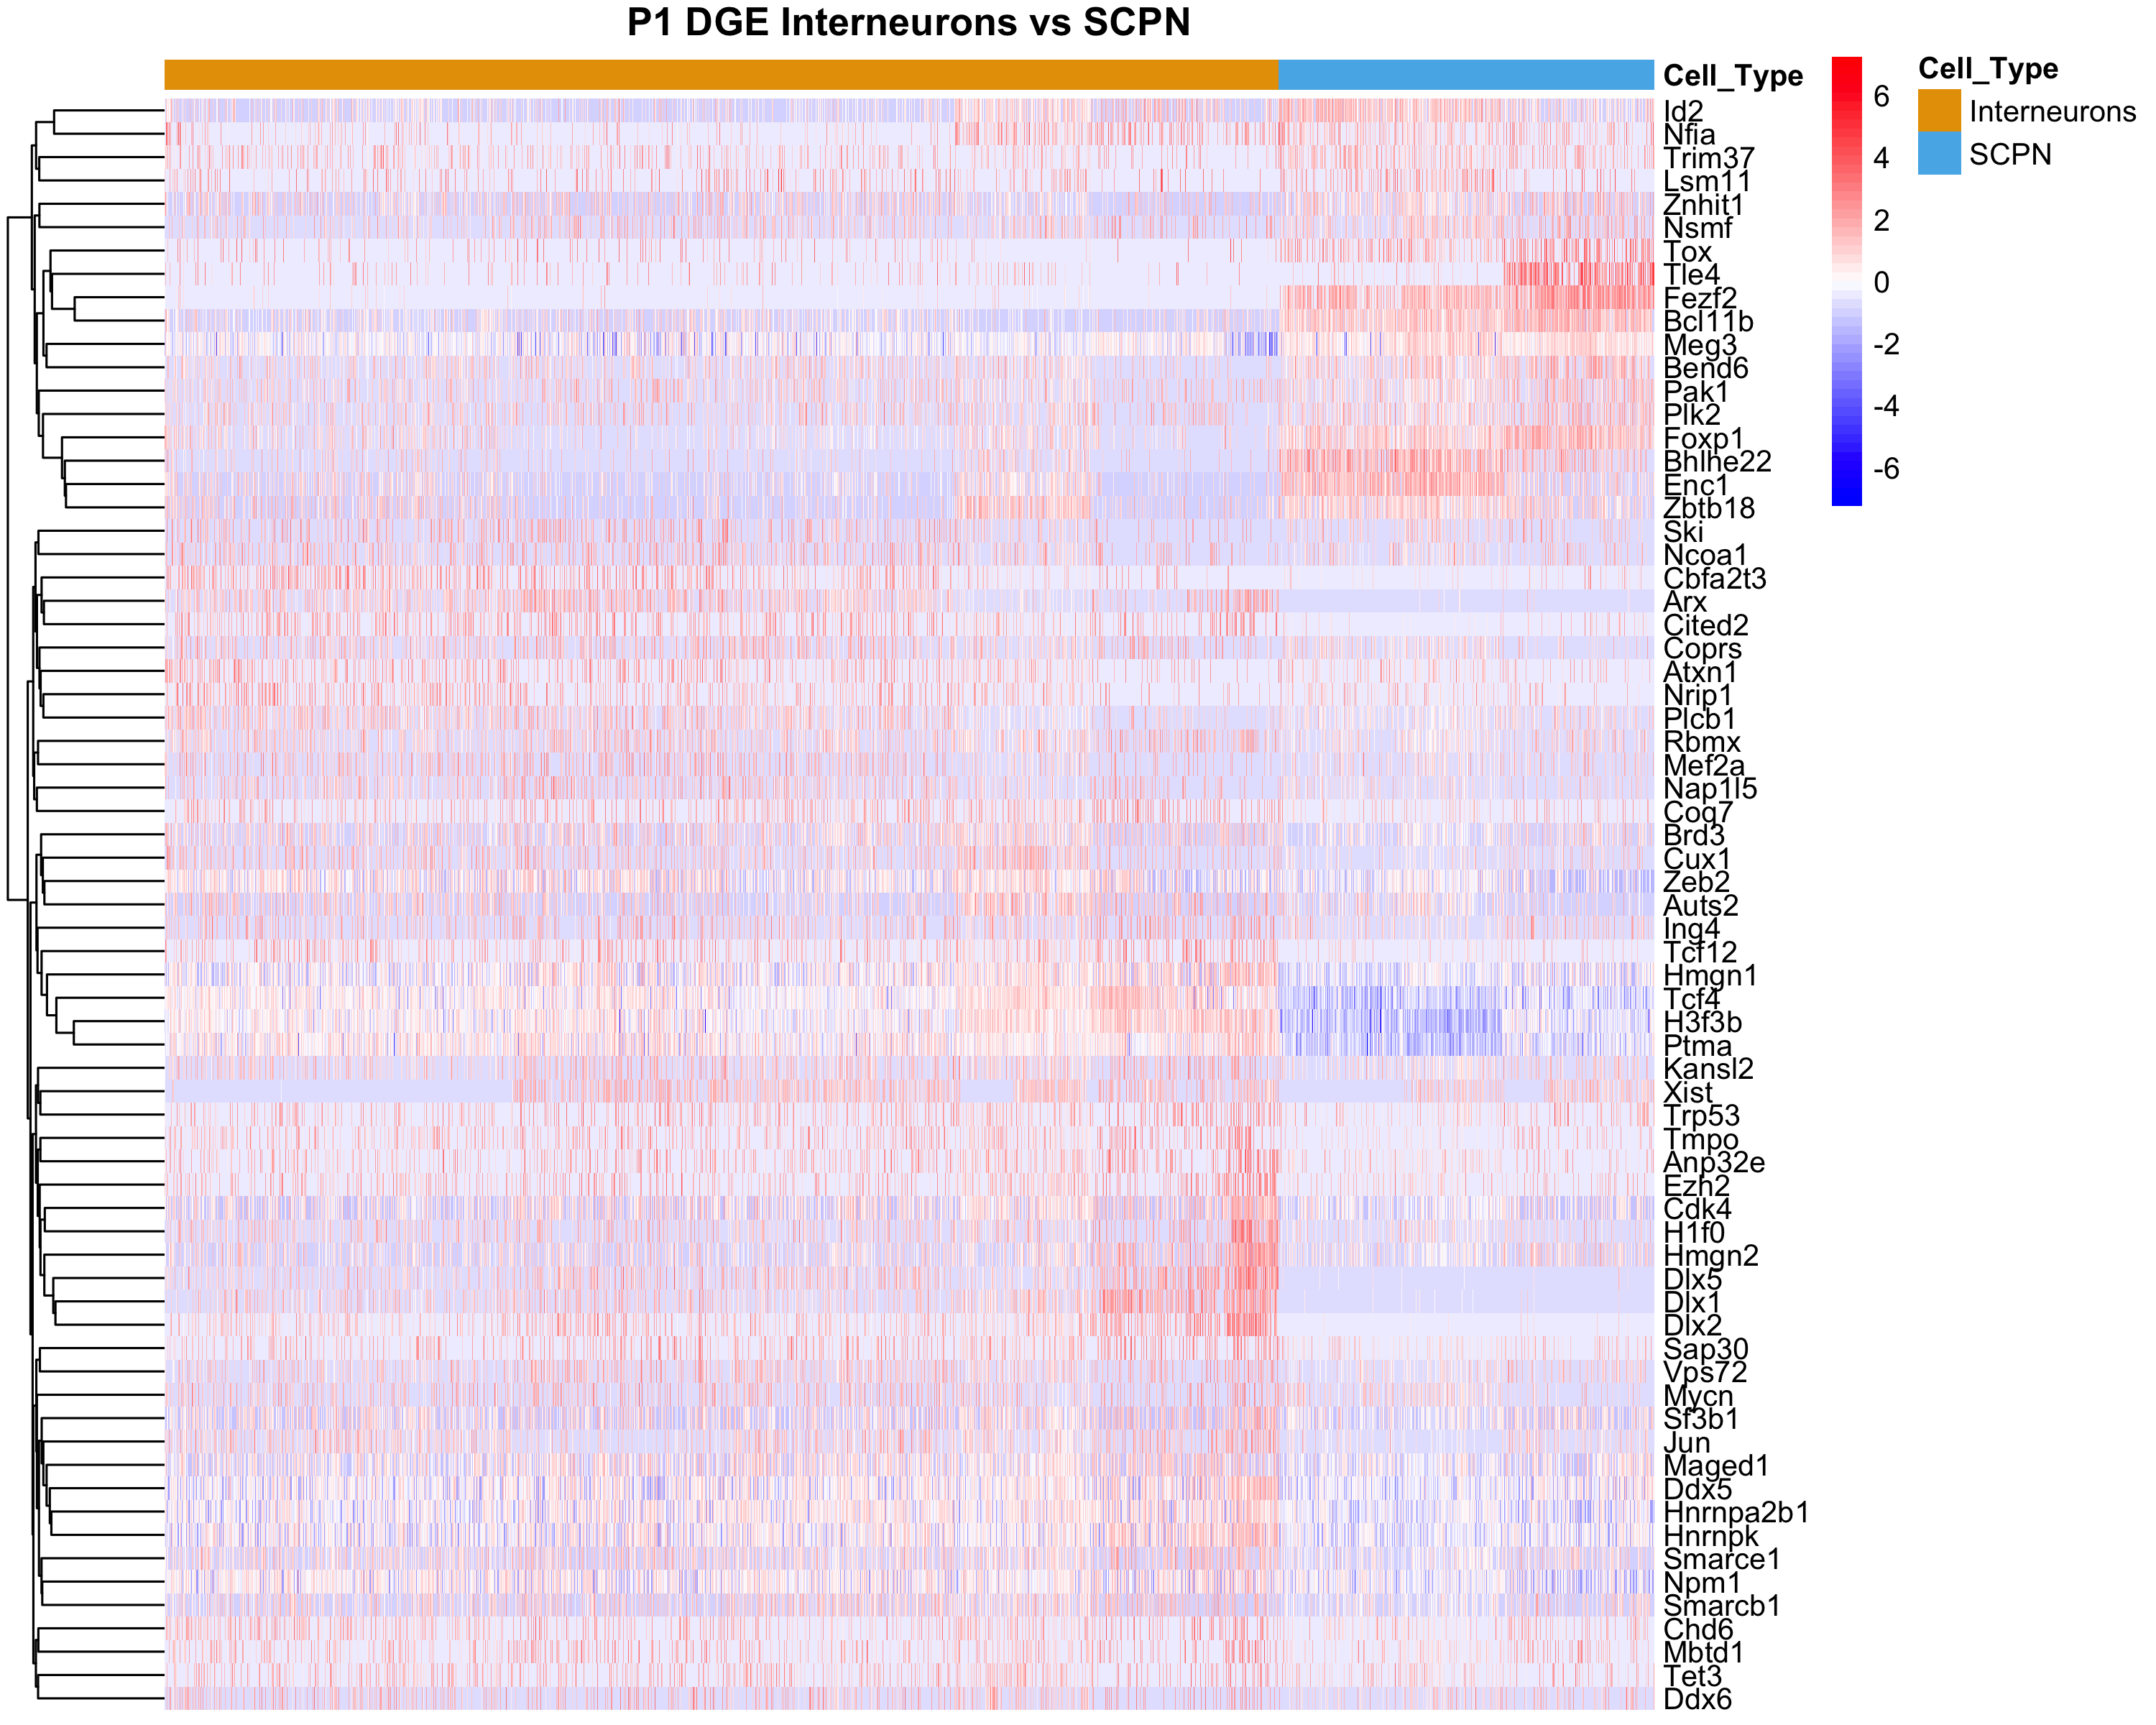 P1 DGE Interneurons vs SCPN
Cell_Type
Id2
Nfia
Trim37
Lsm11
Znhit1
Nsmf
Tox
Tle4
Fezf2
Bcl11b
Meg3
Bend6
Pak1
Plk2
Foxp1
Bhlhe22
Enc1
Zbtb18
Ski
Ncoa1
Cbfa2t3
Arx
Cited2
Coprs
Atxn1
Nrip1
Plcb1
Rbmx
Mef2a
Nap1l5
Coq7
Brd3
Cux1
Zeb2
Auts2
Ing4
Tcf12
Hmgn1
Tcf4
H3f3b
Ptma
Kansl2
Xist
Trp53
Tmpo
Anp32e
Ezh2
Cdk4
H1f0
Hmgn2
Dlx5
Dlx1
Dlx2
Sap30
Vps72
Mycn
Sf3b1
Jun
Maged1
Ddx5
Hnrnpa2b1
Hnrnpk
Smarce1
Npm1
Smarcb1
Chd6
Mbtd1
Tet3
Ddx6
6
4
2
0
-2
-4
-6
Cell_Type
Interneurons
SCPN